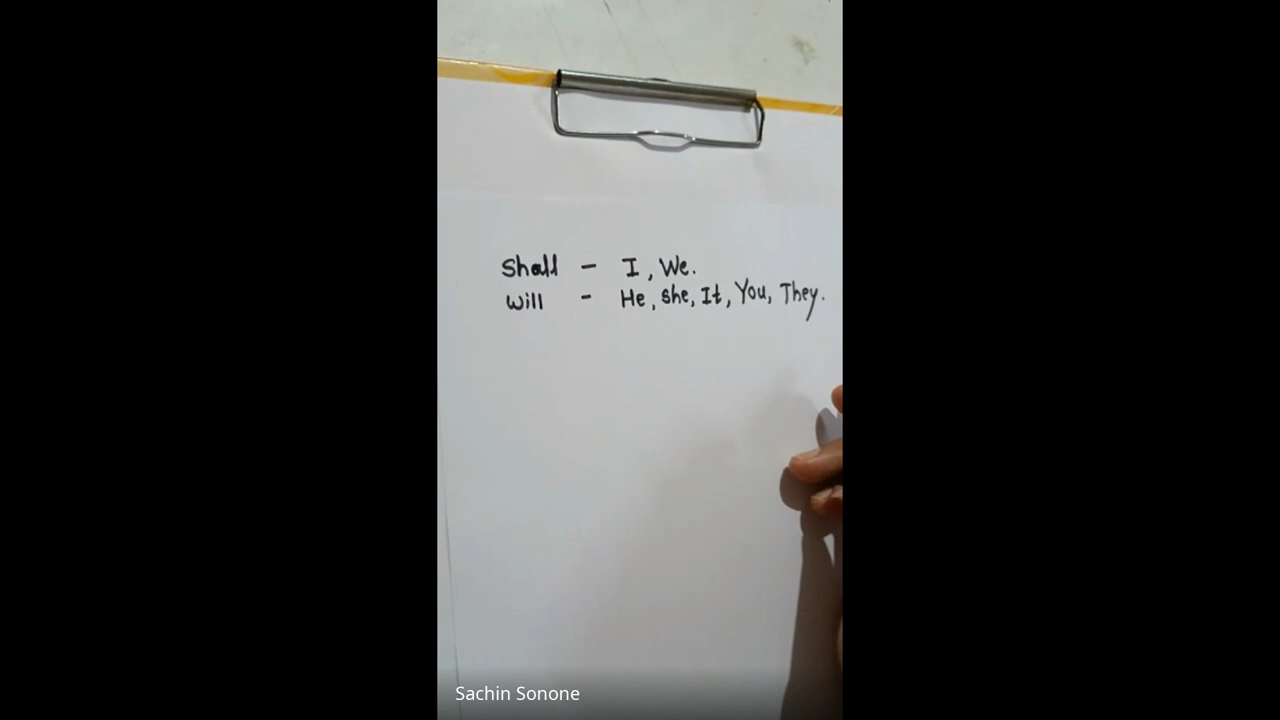 Shall - I, We.
Will - He, she, It, You, They.
Sachin Sonone